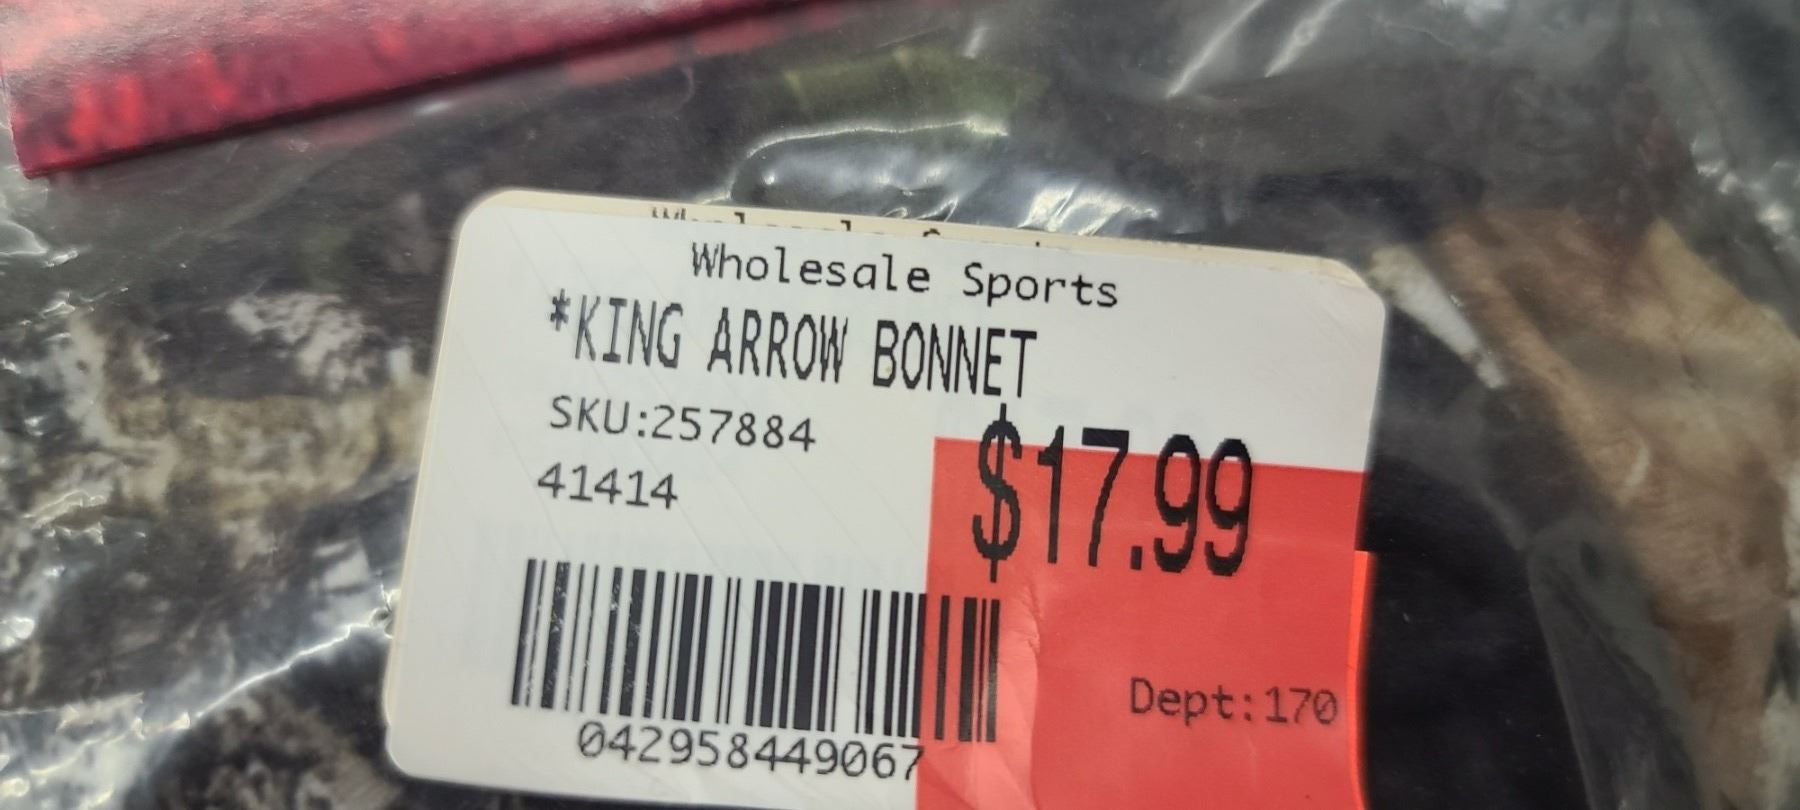 Wholesale Sports
*KING ARROW BONNET
SKU:257884
$17.99
41414
Dept:170
042958449067